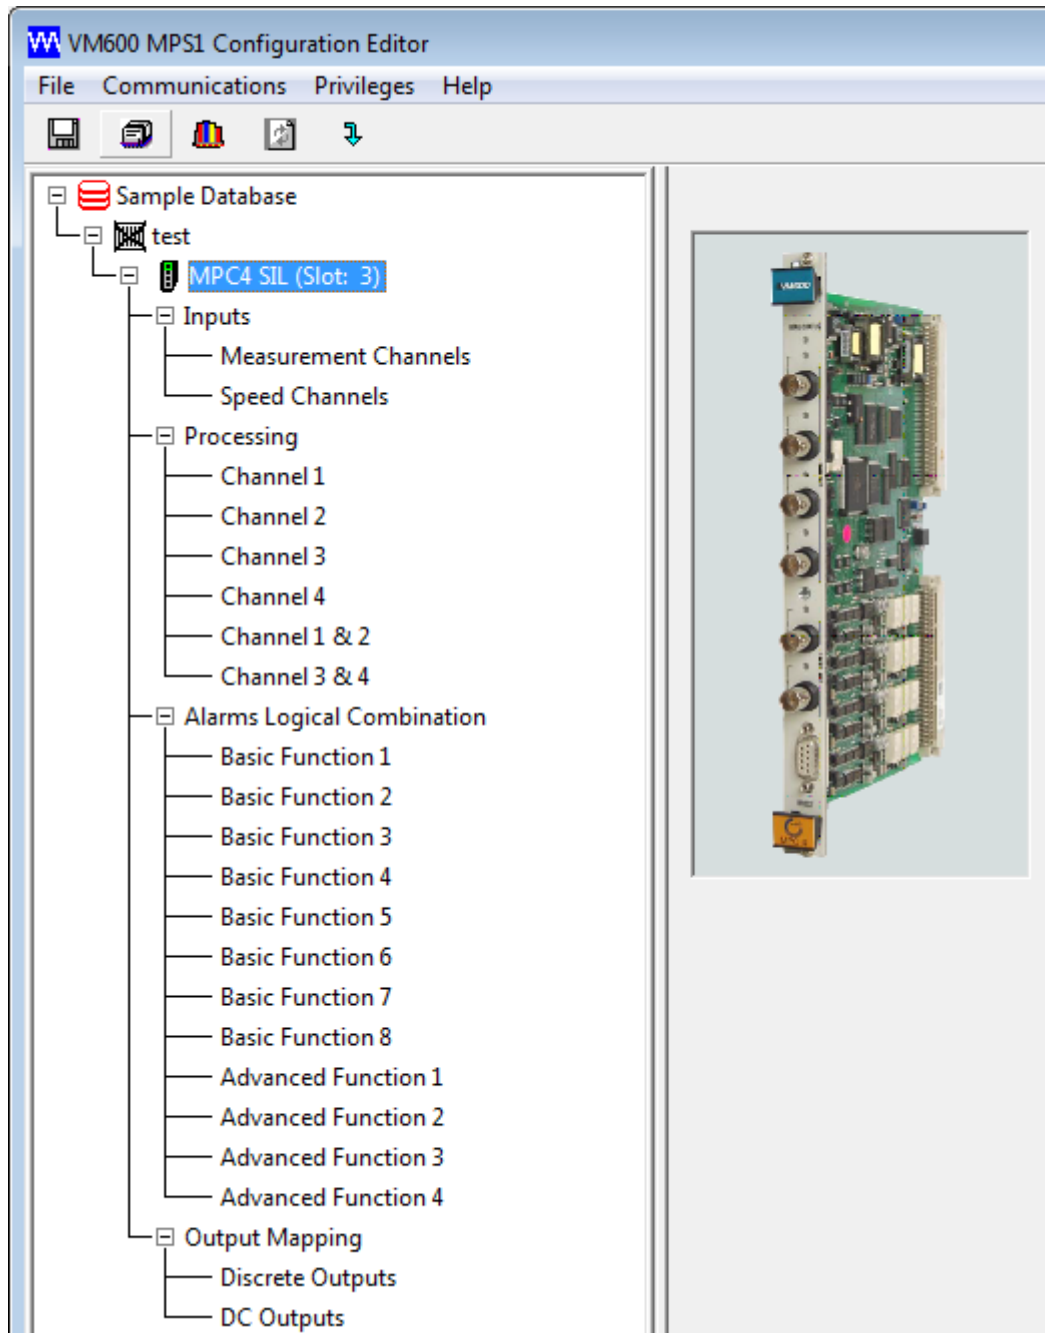 VM600 MPS1 Configuration Editor
File Communications Privileges Help
Sample Database
test
MPC4 SIL (Slot: 3)
Inputs
Measurement Channels
Speed Channels
Processing
Channel 1
Channel 2
Channel 3
Channel 4
Channel 1 & 2
Channel 3 & 4
Alarms Logical Combination
Basic Function 1
Basic Function 2
Basic Function 3
Basic Function 4
Basic Function 5
Basic Function 6
Basic Function 7
Basic Function 8
Advanced Function 1
Advanced Function 2
Advanced Function 3
Advanced Function 4
Output Mapping
Discrete Outputs
DC Outputs
VM600
MPC 4